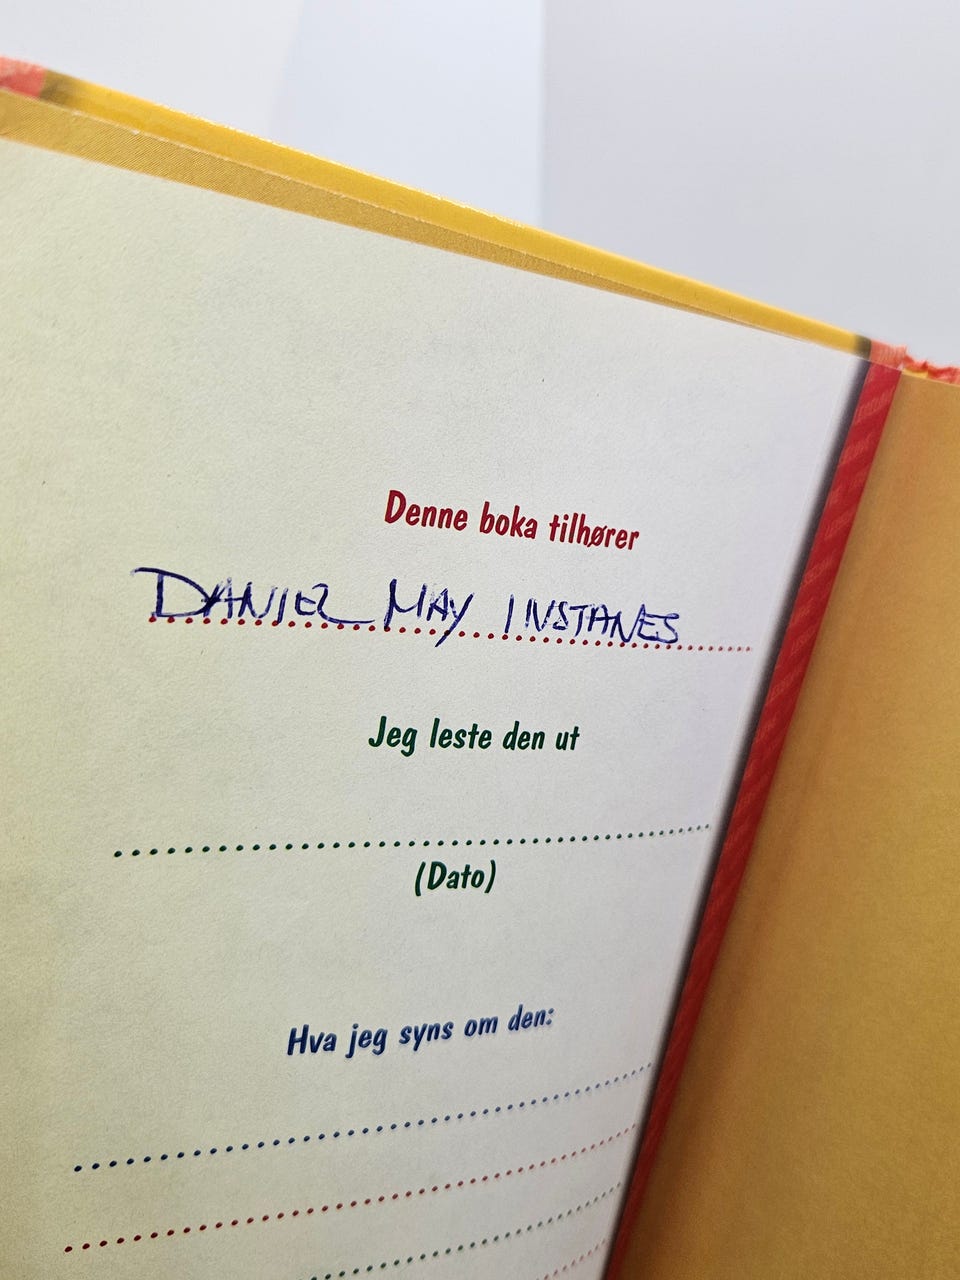 Denne boka tilhører
DANIEL MAY INSTANES
Jeg leste den ut
(Dato)
Hva jeg syns om den: